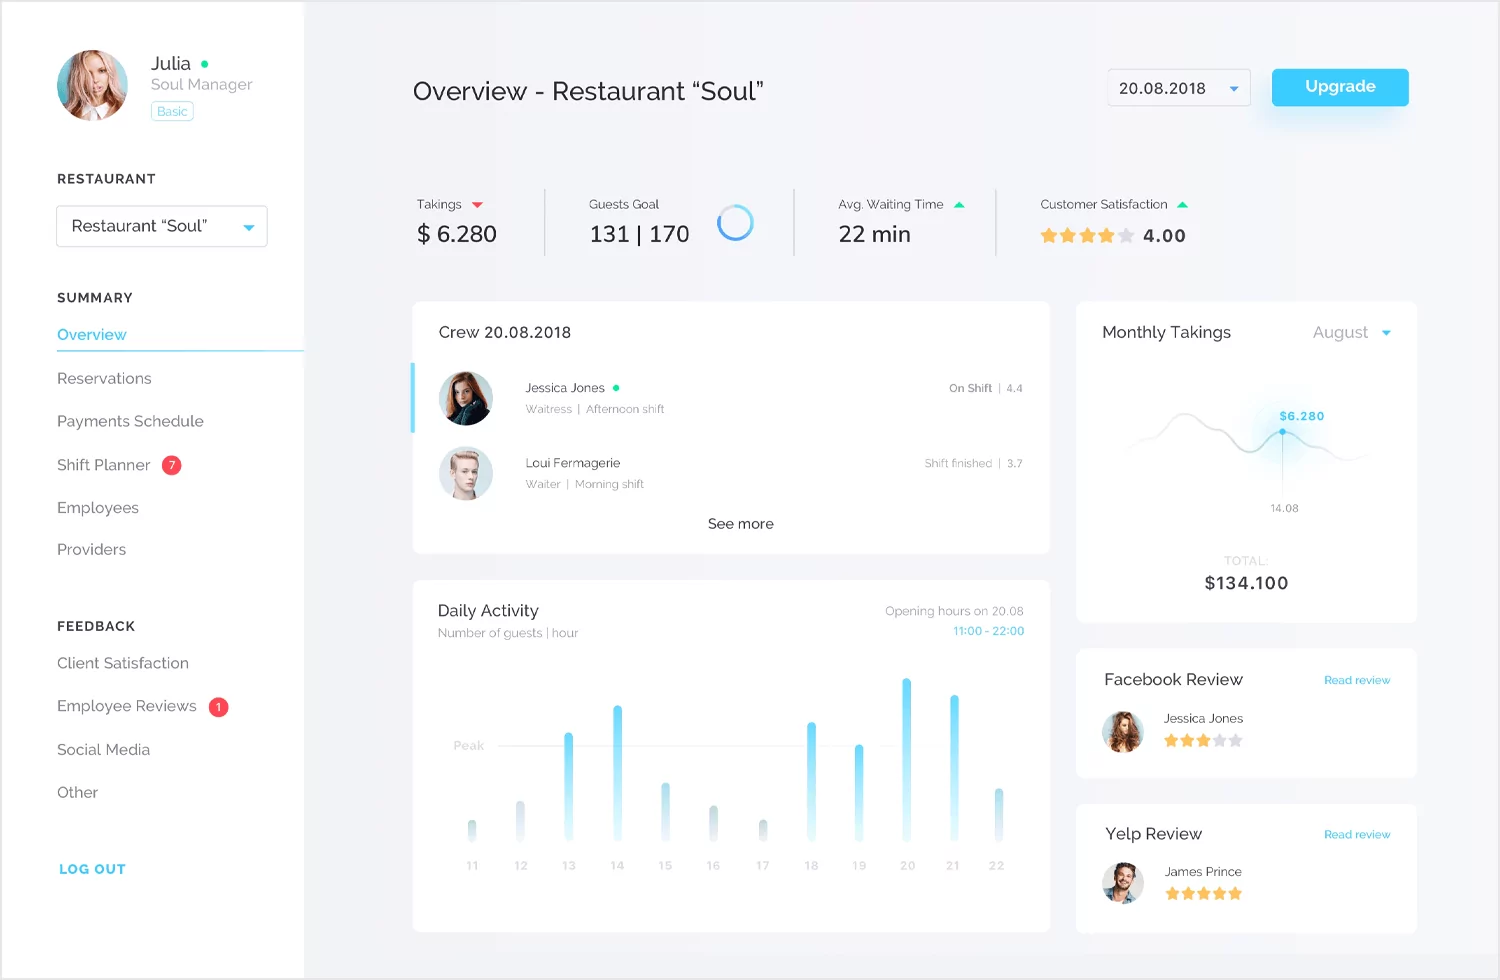 Julia
Soul Manager
Basic
RESTAURANT
Restaurant “Soul”
SUMMARY
Overview
Reservations
Payments Schedule
Shift Planner 7
Employees
Providers
FEEDBACK
Client Satisfaction
Employee Reviews 1
Social Media
Other
LOG OUT
Overview - Restaurant “Soul”
20.08.2018
Upgrade
Takings
$ 6.280
Guests Goal
131 | 170
Avg. Waiting Time
22 min
Customer Satisfaction
4.00
Crew 20.08.2018
Jessica Jones
Waitress | Afternoon shift
On Shift | 4.4
Loui Fermagerie
Waiter | Morning shift
Shift finished | 3.7
See more
Monthly Takings
August
$6.280
14.08
TOTAL:
$134.100
Daily Activity
Number of guests | hour
Opening hours on 20.08
11:00 - 22:00
Peak
11 12 13 14 15 16 17 18 19 20 21 22
Facebook Review
Read review
Jessica Jones
Yelp Review
Read review
James Prince